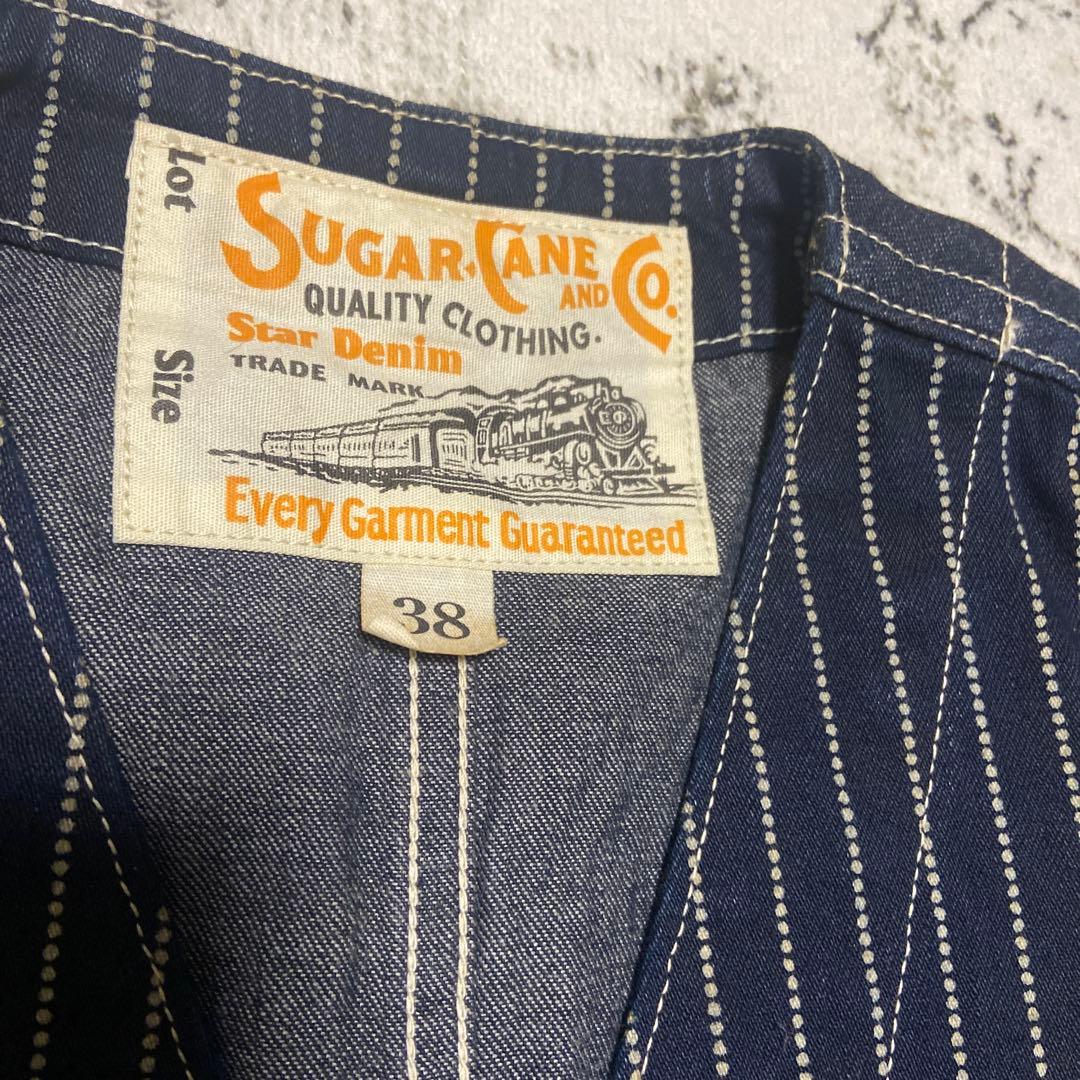 Lot
Size
SUGAR CANE AND CO.
QUALITY CLOTHING.
Star Denim
TRADE MARK
Every Garment Guaranteed
38